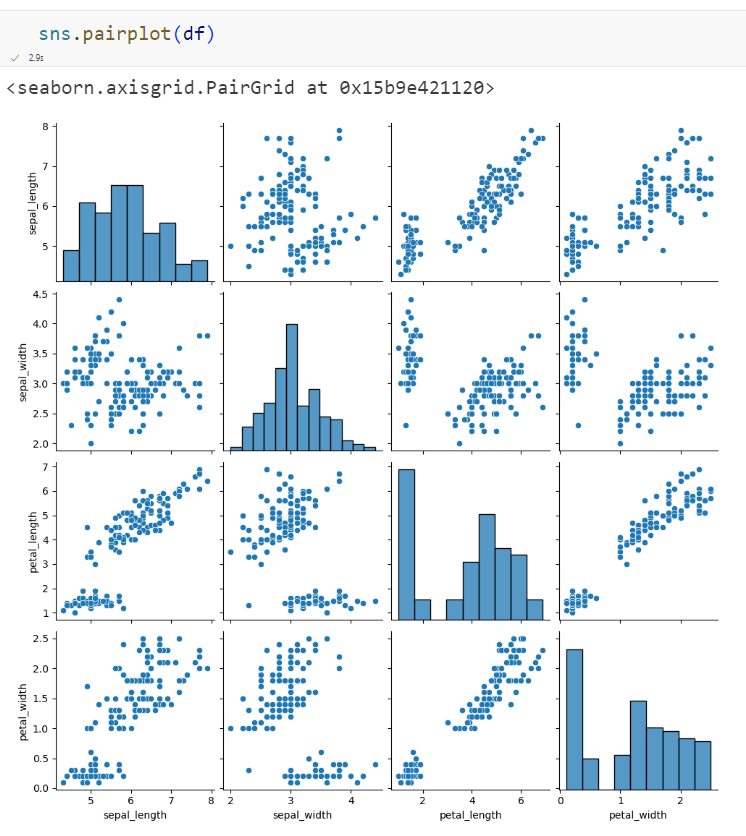 sns.pairplot(df)
2.9s
<seaborn.axisgrid.PairGrid at 0x15b9e421120>
8
7
6
5
sepal_length
4.5
4.0
3.5
3.0
2.5
2.0
sepal_width
7
6
5
4
3
2
1
petal_length
2.5
2.0
1.5
1.0
0.5
0.0
petal_width
5 6 7 8
sepal_length
2 3 4
sepal_width
2 4 6
petal_length
0 1 2
petal_width